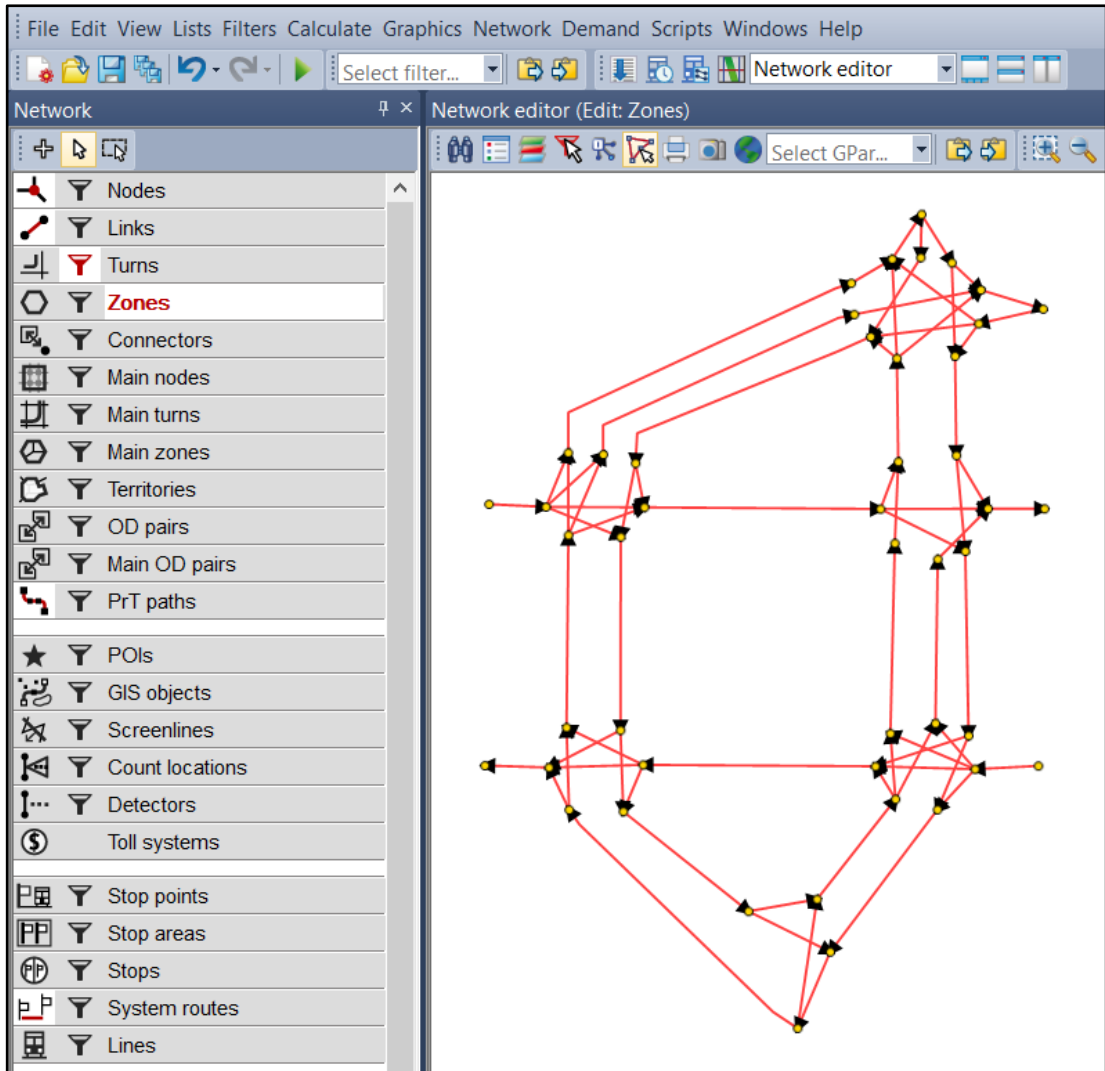 File Edit View Lists Filters Calculate Graphics Network Demand Scripts Windows Help
Select filter... Network editor
Network
Network editor (Edit: Zones)
Select GPar...
Nodes
Links
Turns
Zones
Connectors
Main nodes
Main turns
Main zones
Territories
OD pairs
Main OD pairs
PrT paths
POIs
GIS objects
Screenlines
Count locations
Detectors
Toll systems
Stop points
Stop areas
Stops
System routes
Lines